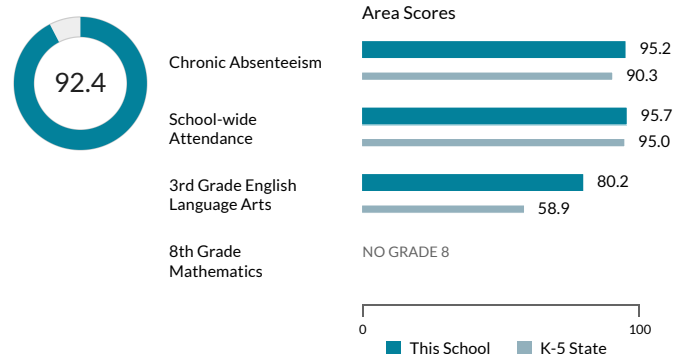 92.4
Area Scores
Chronic Absenteeism
95.2
90.3
School-wide
Attendance
95.7
95.0
3rd Grade English
Language Arts
80.2
58.9
8th Grade
Mathematics
NO GRADE 8
0
100
This School
K-5 State